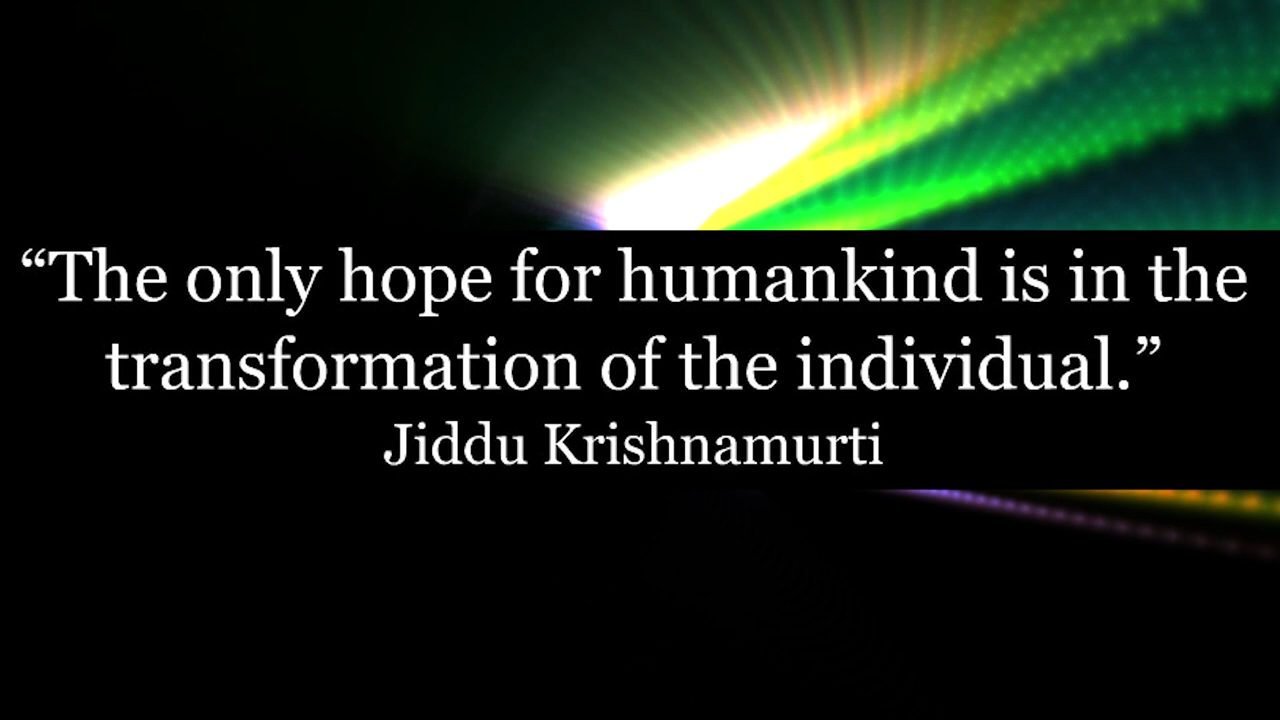 “The only hope for humankind is in the
transformation of the individual.”
Jiddu Krishnamurti